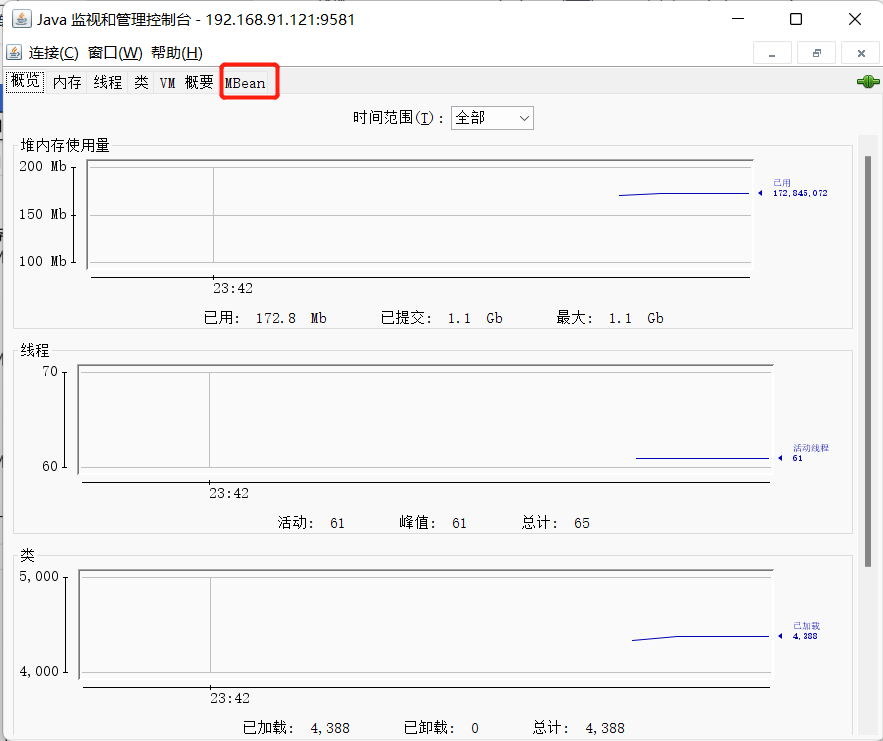 Java 监视和管理控制台 - 192.168.91.121:9581
连接(C) 窗口(W) 帮助(H)
概览 内存 线程 类 VM 概要 MBean
时间范围(T): 全部
堆内存使用量
200 Mb
已用
172,845,072
150 Mb
100 Mb
23:42
已用: 172.8 Mb 已提交: 1.1 Gb 最大: 1.1 Gb
线程
70
活动线程
61
60
23:42
活动: 61 峰值: 61 总计: 65
类
5,000
已加载
4,388
4,000
23:42
已加载: 4,388 已卸载: 0 总计: 4,388